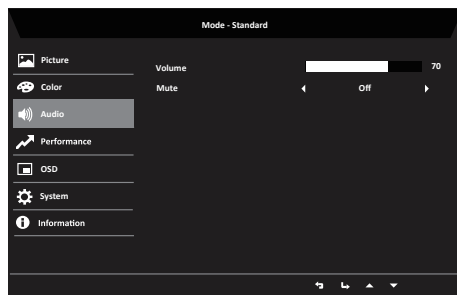 Mode - Standard
Picture
Color
Audio
Performance
OSD
System
Information
Volume 70
Mute Off